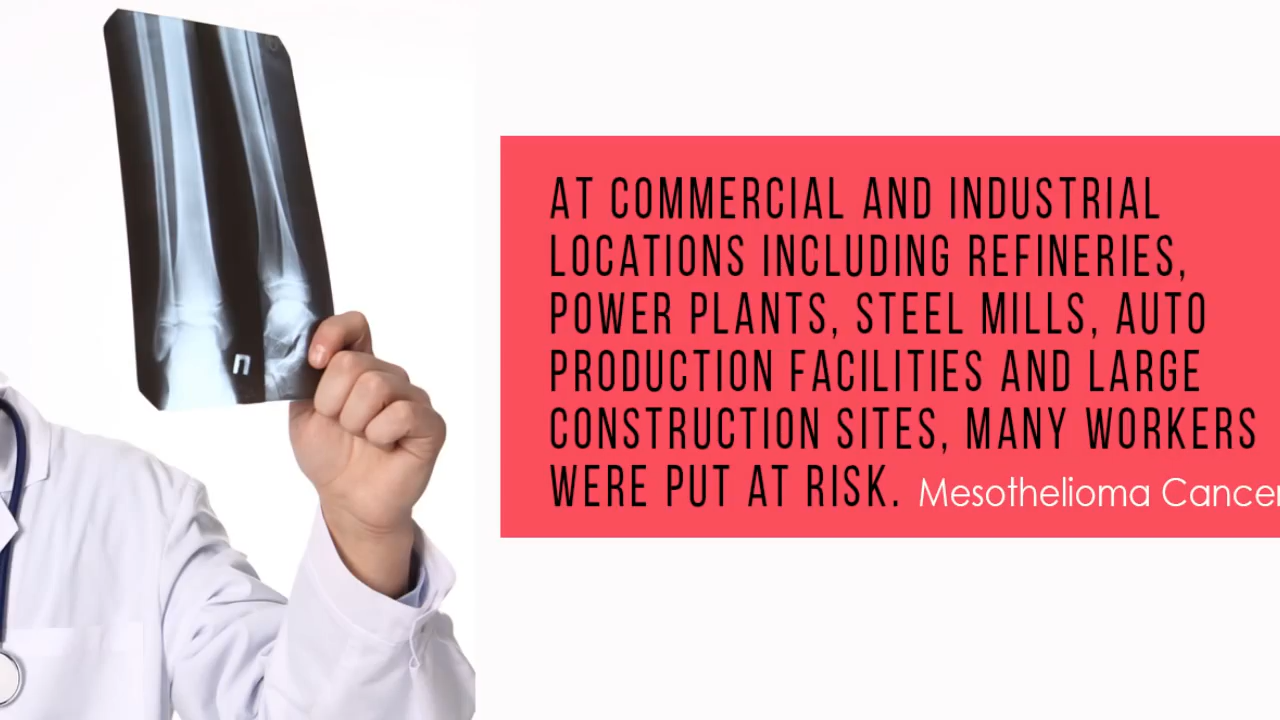 AT COMMERCIAL AND INDUSTRIAL
LOCATIONS INCLUDING REFINERIES,
POWER PLANTS, STEEL MILLS, AUTO
PRODUCTION FACILITIES AND LARGE
CONSTRUCTION SITES, MANY WORKERS
WERE PUT AT RISK. Mesothelioma Cancer
П